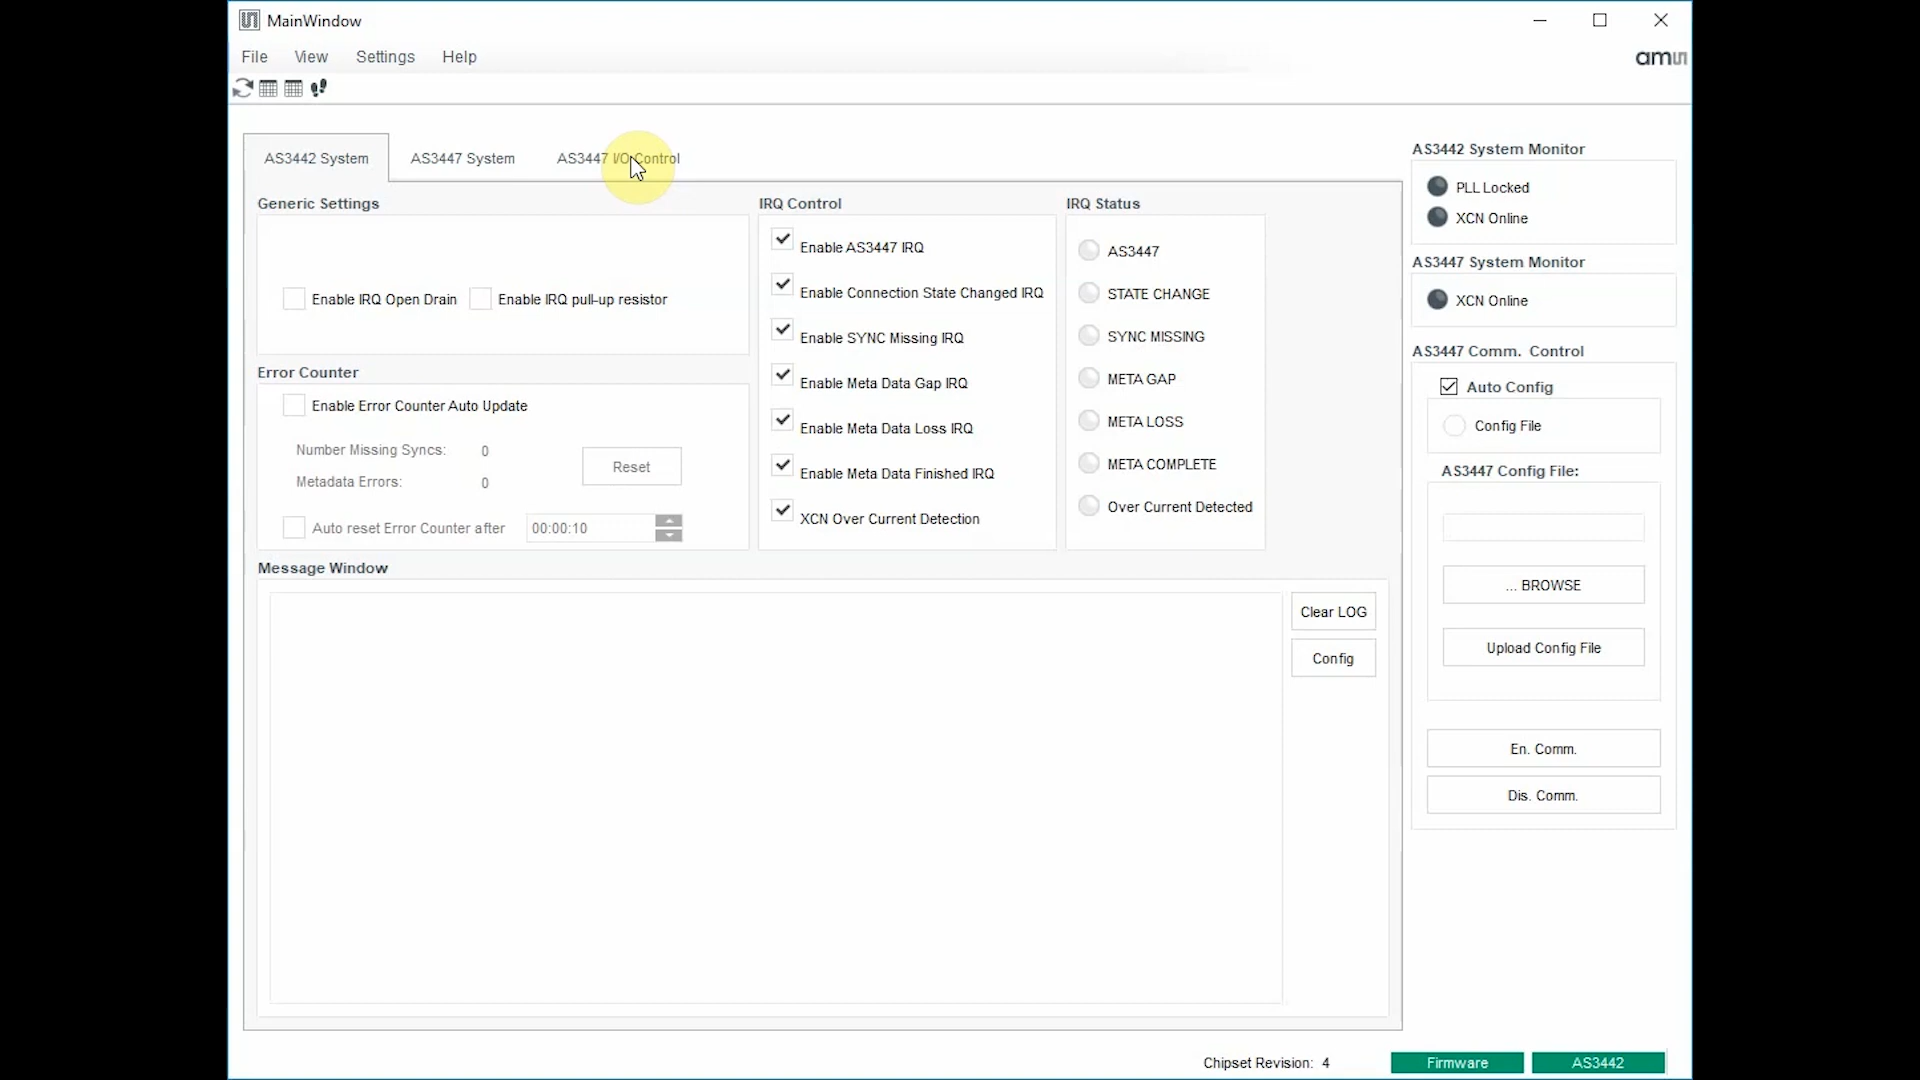 MainWindow
File View Settings Help
am
AS3442 System AS3447 System AS3447 I/O Control
Generic Settings
Enable IRQ Open Drain Enable IRQ pull-up resistor
Error Counter
Enable Error Counter Auto Update
Number Missing Syncs: 0
Metadata Errors: 0
Reset
Auto reset Error Counter after 00:00:10
IRQ Control
Enable AS3447 IRQ
Enable Connection State Changed IRQ
Enable SYNC Missing IRQ
Enable Meta Data Gap IRQ
Enable Meta Data Loss IRQ
Enable Meta Data Finished IRQ
XCN Over Current Detection
IRQ Status
AS3447
STATE CHANGE
SYNC MISSING
META GAP
META LOSS
META COMPLETE
Over Current Detected
Message Window
Clear LOG
Config
AS3442 System Monitor
PLL Locked
XCN Online
AS3447 System Monitor
XCN Online
AS3447 Comm. Control
Auto Config
Config File
AS3447 Config File:
... BROWSE
Upload Config File
En. Comm.
Dis. Comm.
Chipset Revision: 4 Firmware AS3442